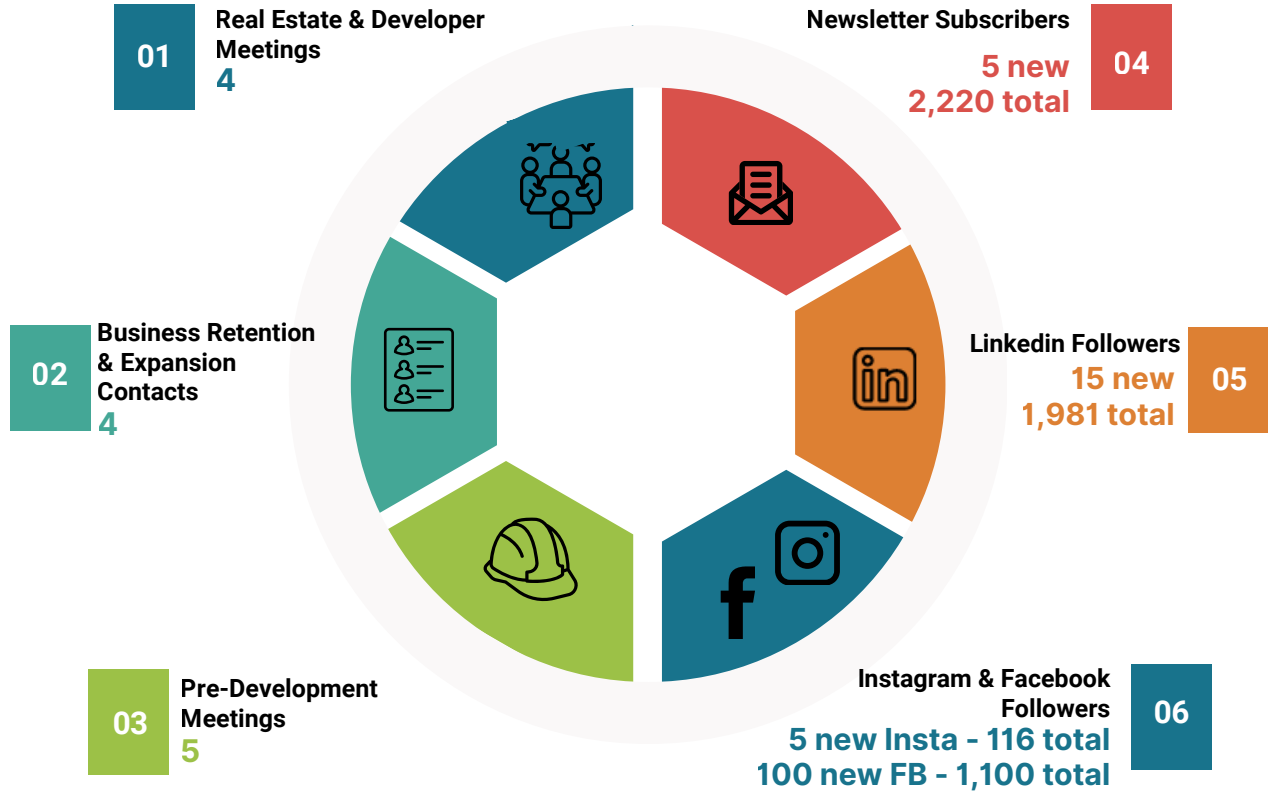 01
Real Estate & Developer
Meetings
4
02
Business Retention
& Expansion
Contacts
4
03
Pre-Development
Meetings
5
Newsletter Subscribers
5 new
2,220 total
04
Linkedin Followers
15 new
1,981 total
05
Instagram & Facebook
Followers
5 new Insta - 116 total
100 new FB - 1,100 total
06
in
f